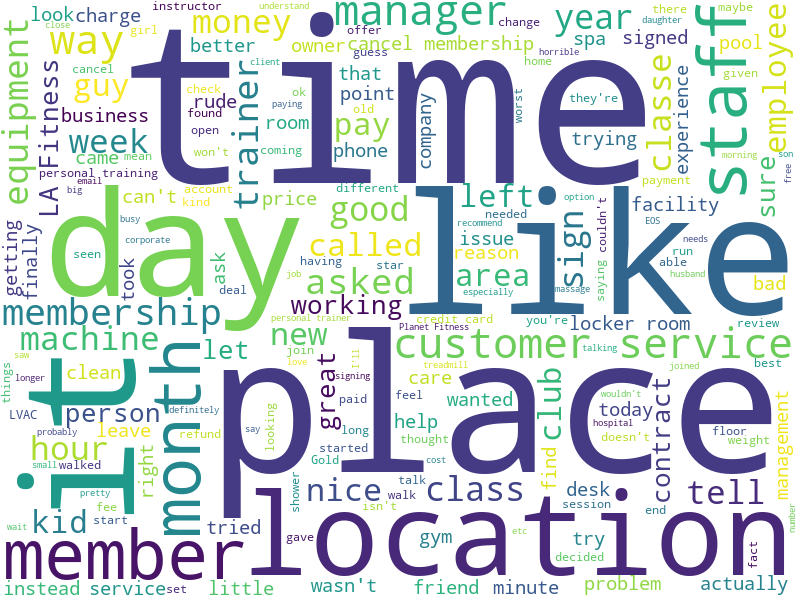 instructor
understand
daughter
maybe
look
charge
manager
year
there
close
girl
money
offer
change
way
better
owner
cancel membership
spa
signed
pool
guess
horrible
home
given
cancel
client
time
staff
employee
equipment
guy
check
that
ok
they're
LA Fitness
rude
point
old
paying
worst
business
found
trainer
pay
company
classe
experience
week
open
room
trying
came
mean
won't
coming
phone
son
free
personal training
email
big
account
kind
can't
price
different
left
payment
morning
sure
option
facility
day
like
good
needed
sign
couldn't
EOS
needs
busy
corporate
called
recommend
issue
reason
run
able
bad
getting
finally
seen
took
ask
having
star
area
husband
job
asked
especially
massage
saying
deal
working
membership
personal trainer
Planet Fitness
credit card
you're
locker room
review
machine
new
customer service
let
join
I'll
talking
joined
best
saw
love
signing
treadmill
things
longer
clean
it
month
great
care
wanted
club
wouldn't
LVAC
person
definitely
paid
feel
place
today
hospital
contract
probably
say
looking
help
thought
doesn't
floor
weight
management
hour
leave
refund
long
started
small
walked
right
Gold
cost
isn't
find
pretty
fee
shower
nice
talk
walk
class
desk
session
tell
end
kid
start
tried
wait
gave
gym
etc
try
decided
number
member
location
fact
instead
service
set
little
wasn't
friend
minute
problem
actually